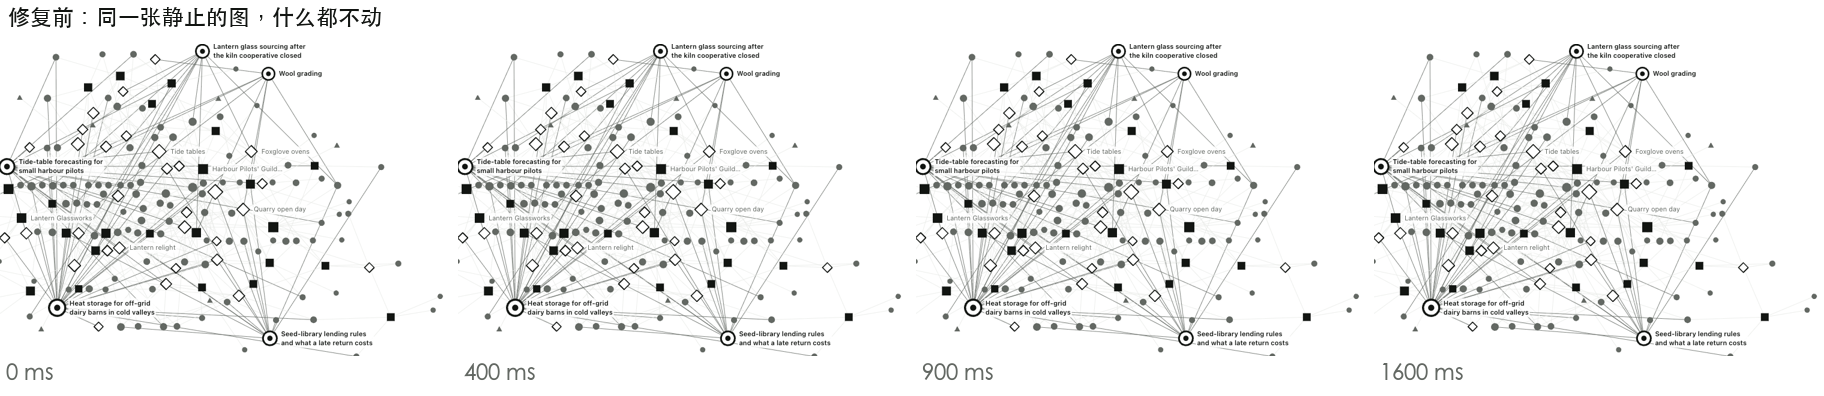 修复前：同一张静止的图，什么都不动
Lantern glass sourcing after
the kiln cooperative closed
Wool grading
Tide tables
Foxglove ovens
Tide-table forecasting for
small harbour pilots
Harbour Pilots' Guild…
Quarry open day
Lantern Glassworks
Lantern relight
Heat storage for off-grid
dairy barns in cold valleys
Seed-library lending rules
and what a late return costs
0 ms
Lantern glass sourcing after
the kiln cooperative closed
Wool grading
Tide tables
Foxglove ovens
Tide-table forecasting for
small harbour pilots
Harbour Pilots' Guild…
Quarry open day
Lantern Glassworks
Lantern relight
Heat storage for off-grid
dairy barns in cold valleys
Seed-library lending rules
and what a late return costs
400 ms
Lantern glass sourcing after
the kiln cooperative closed
Wool grading
Tide tables
Foxglove ovens
Tide-table forecasting for
small harbour pilots
Harbour Pilots' Guild…
Quarry open day
Lantern Glassworks
Lantern relight
Heat storage for off-grid
dairy barns in cold valleys
Seed-library lending rules
and what a late return costs
900 ms
Lantern glass sourcing after
the kiln cooperative closed
Wool grading
Tide tables
Foxglove ovens
Tide-table forecasting for
small harbour pilots
Harbour Pilots' Guild…
Quarry open day
Lantern Glassworks
Lantern relight
Heat storage for off-grid
dairy barns in cold valleys
Seed-library lending rules
and what a late return costs
1600 ms